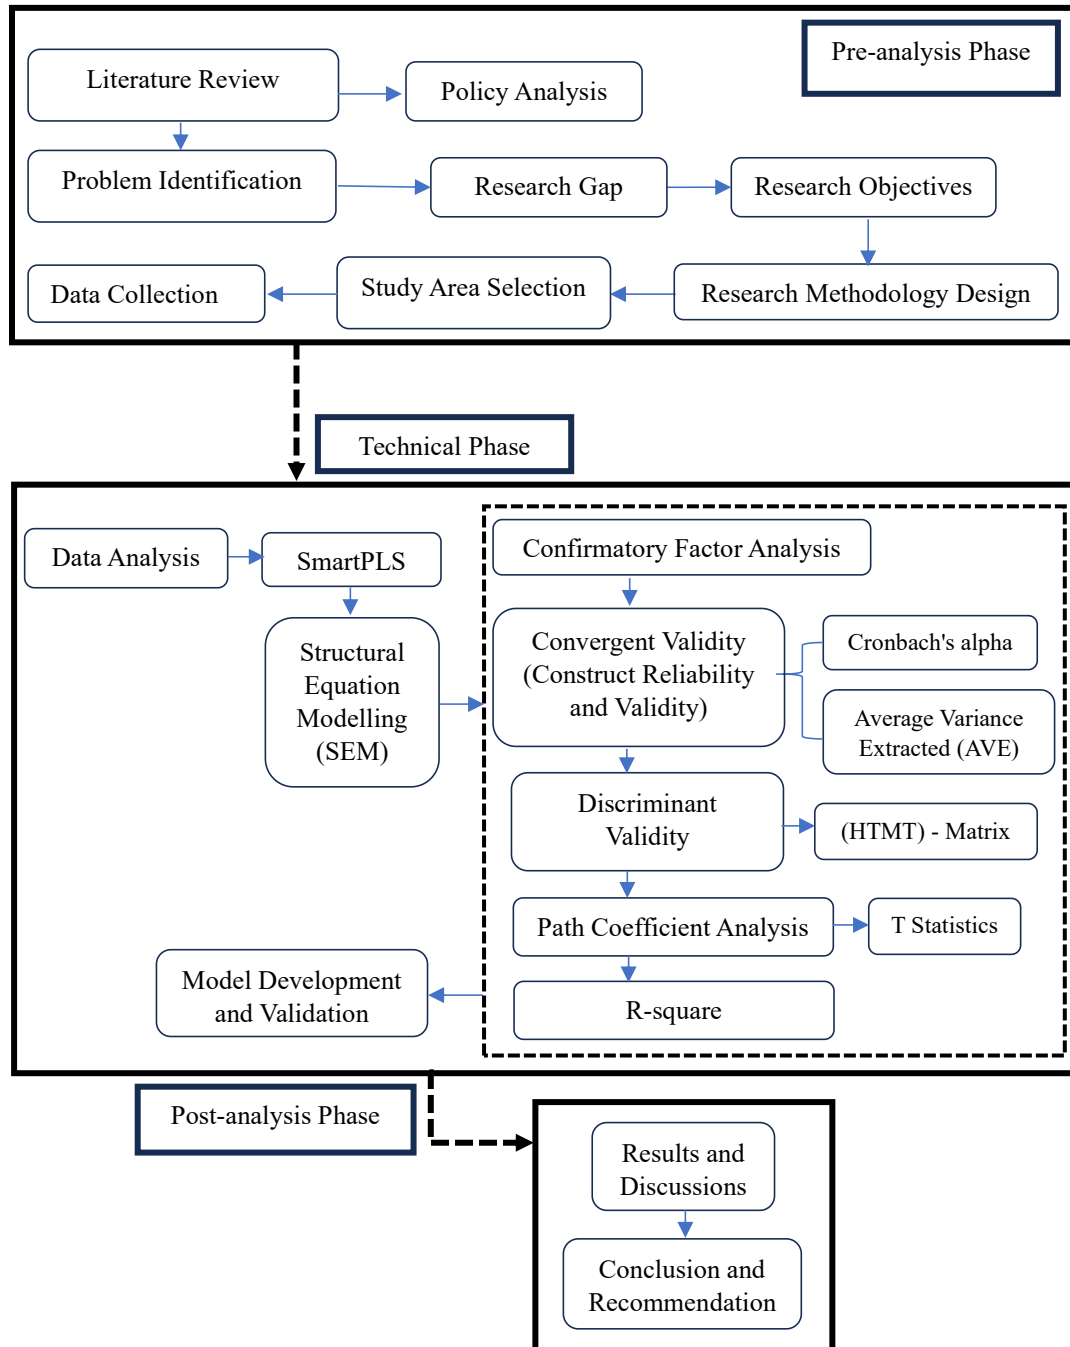 Pre-analysis Phase
Literature Review
Policy Analysis
Problem Identification
Research Gap
Research Objectives
Data Collection
Study Area Selection
Research Methodology Design
Technical Phase
Data Analysis
SmartPLS
Structural
Equation
Modelling
(SEM)
Confirmatory Factor Analysis
Convergent Validity
(Construct Reliability
and Validity)
Cronbach's alpha
Average Variance
Extracted (AVE)
Discriminant
Validity
(HTMT) - Matrix
Path Coefficient Analysis
T Statistics
R-square
Model Development
and Validation
Post-analysis Phase
Results and
Discussions
Conclusion and
Recommendation